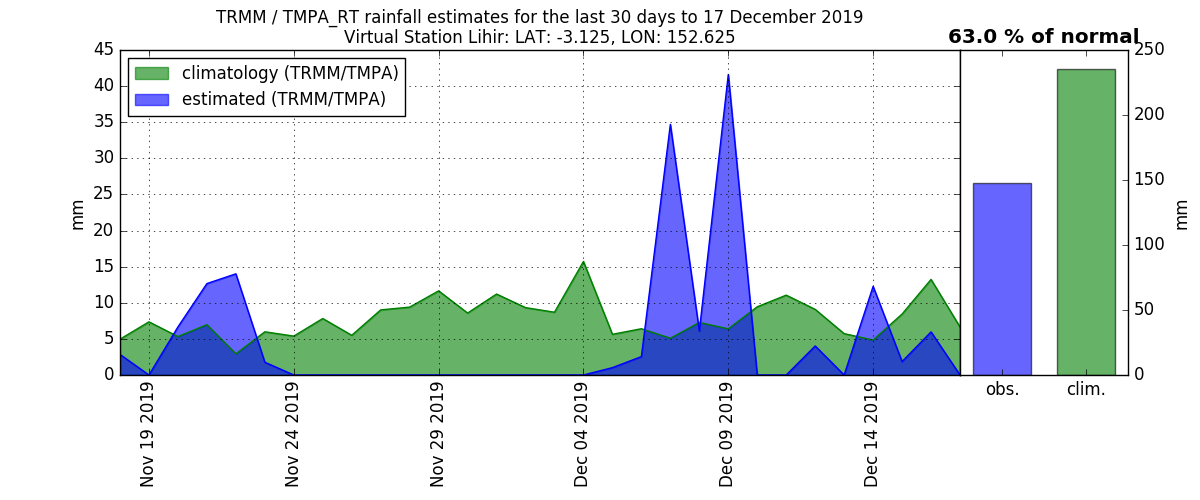 TRMM / TMPA_RT rainfall estimates for the last 30 days to 17 December 2019
Virtual Station Lihir: LAT: -3.125, LON: 152.625
63.0 % of normal
climatology (TRMM/TMPA)
estimated (TRMM/TMPA)
45
40
35
30
25
20
15
10
5
0
mm
Nov 19 2019
Nov 24 2019
Nov 29 2019
Dec 04 2019
Dec 09 2019
Dec 14 2019
250
200
150
100
50
0
mm
obs.
clim.